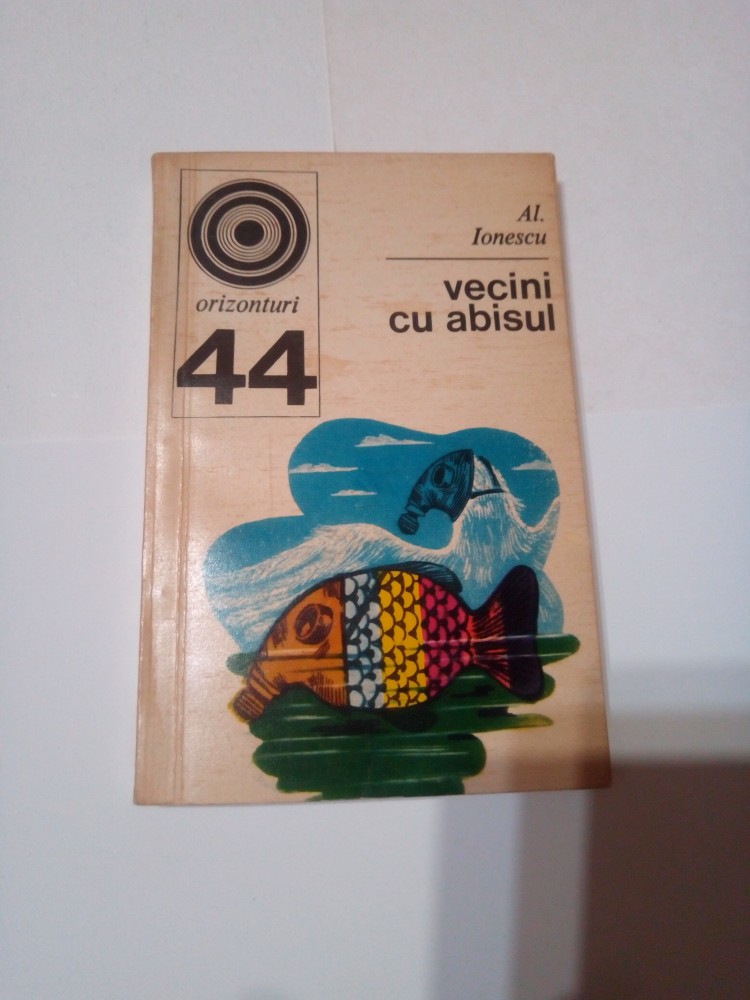 orizonturi
44
Al.
Ionescu
vecini
cu abisul